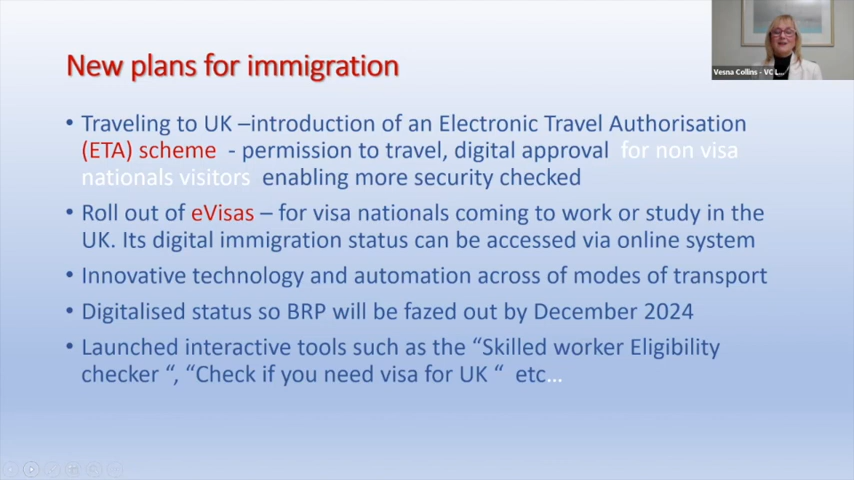 New plans for immigration
Vesna Collins - VC L...
• Traveling to UK –introduction of an Electronic Travel Authorisation
(ETA) scheme - permission to travel, digital approval for non visa
nationals visitors enabling more security checked
• Roll out of eVisas – for visa nationals coming to work or study in the
UK. Its digital immigration status can be accessed via online system
• Innovative technology and automation across of modes of transport
• Digitalised status so BRP will be fazed out by December 2024
• Launched interactive tools such as the “Skilled worker Eligibility
checker “, “Check if you need visa for UK “ etc…